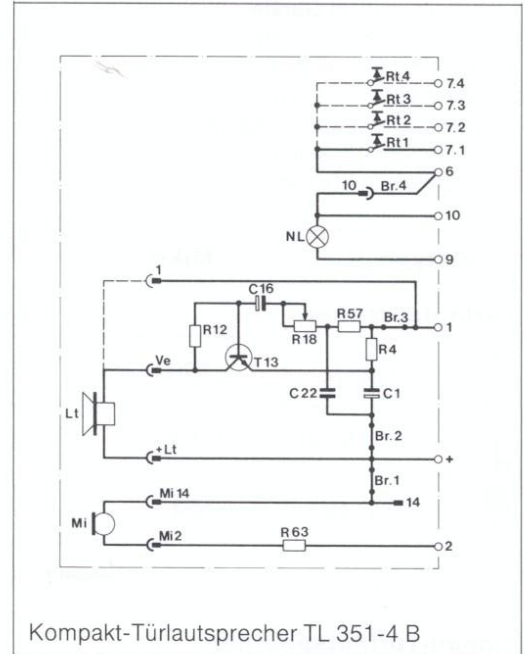 Rt.4 7.4
Rt3 7.3
Rt2 7.2
Rt1 7.1
6
10 Br.4
10
NL
9
1
C16
R57 Br.3 1
R12 R18 R4
Ve T13
C22 C1
Lt
Br.2
+Lt +
Br.1
Mi14 14
Mi
Mi2 R63 2
Kompakt-Türlautsprecher TL 351-4 B